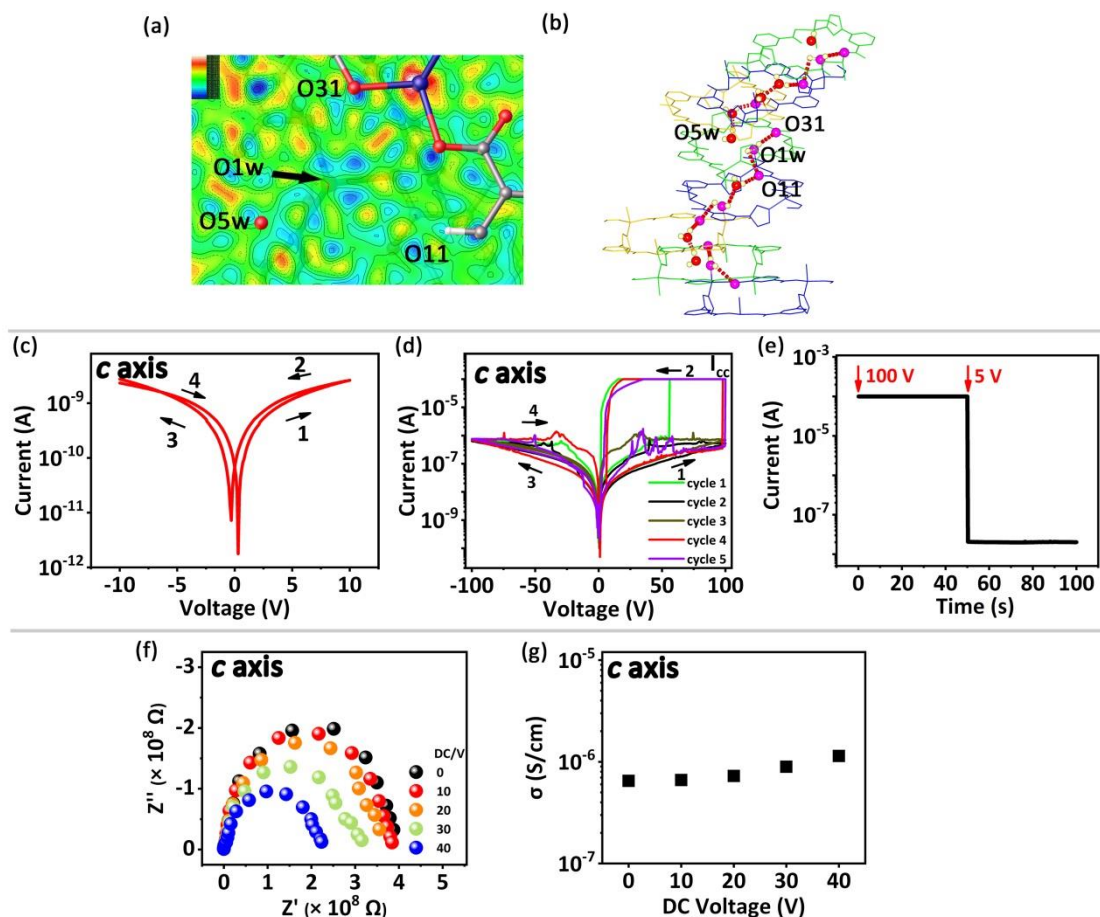 (a)
O31
O1w
O5w
O11
(b)
O5w
O31
O1w
O11
(c)
c axis
Current (A)
10⁻⁹
10⁻¹⁰
10⁻¹¹
10⁻¹²
4
2
3
1
-10
-5
0
5
10
Voltage (V)
(d)
c axis
I_CC
Current (A)
10⁻⁵
10⁻⁷
10⁻⁹
2
4
3
1
cycle 1
cycle 2
cycle 3
cycle 4
cycle 5
-100
-50
0
50
100
Voltage (V)
(e)
Current (A)
10⁻³
10⁻⁵
10⁻⁷
100 V
5 V
0
20
40
60
80
100
Time (s)
(f)
c axis
Z'' (× 10⁸ Ω)
-3
-2
-1
0
DC/V
0
10
20
30
40
0
1
2
3
4
5
Z' (× 10⁸ Ω)
(g)
c axis
σ (S/cm)
10⁻⁵
10⁻⁶
10⁻⁷
0
10
20
30
40
DC Voltage (V)